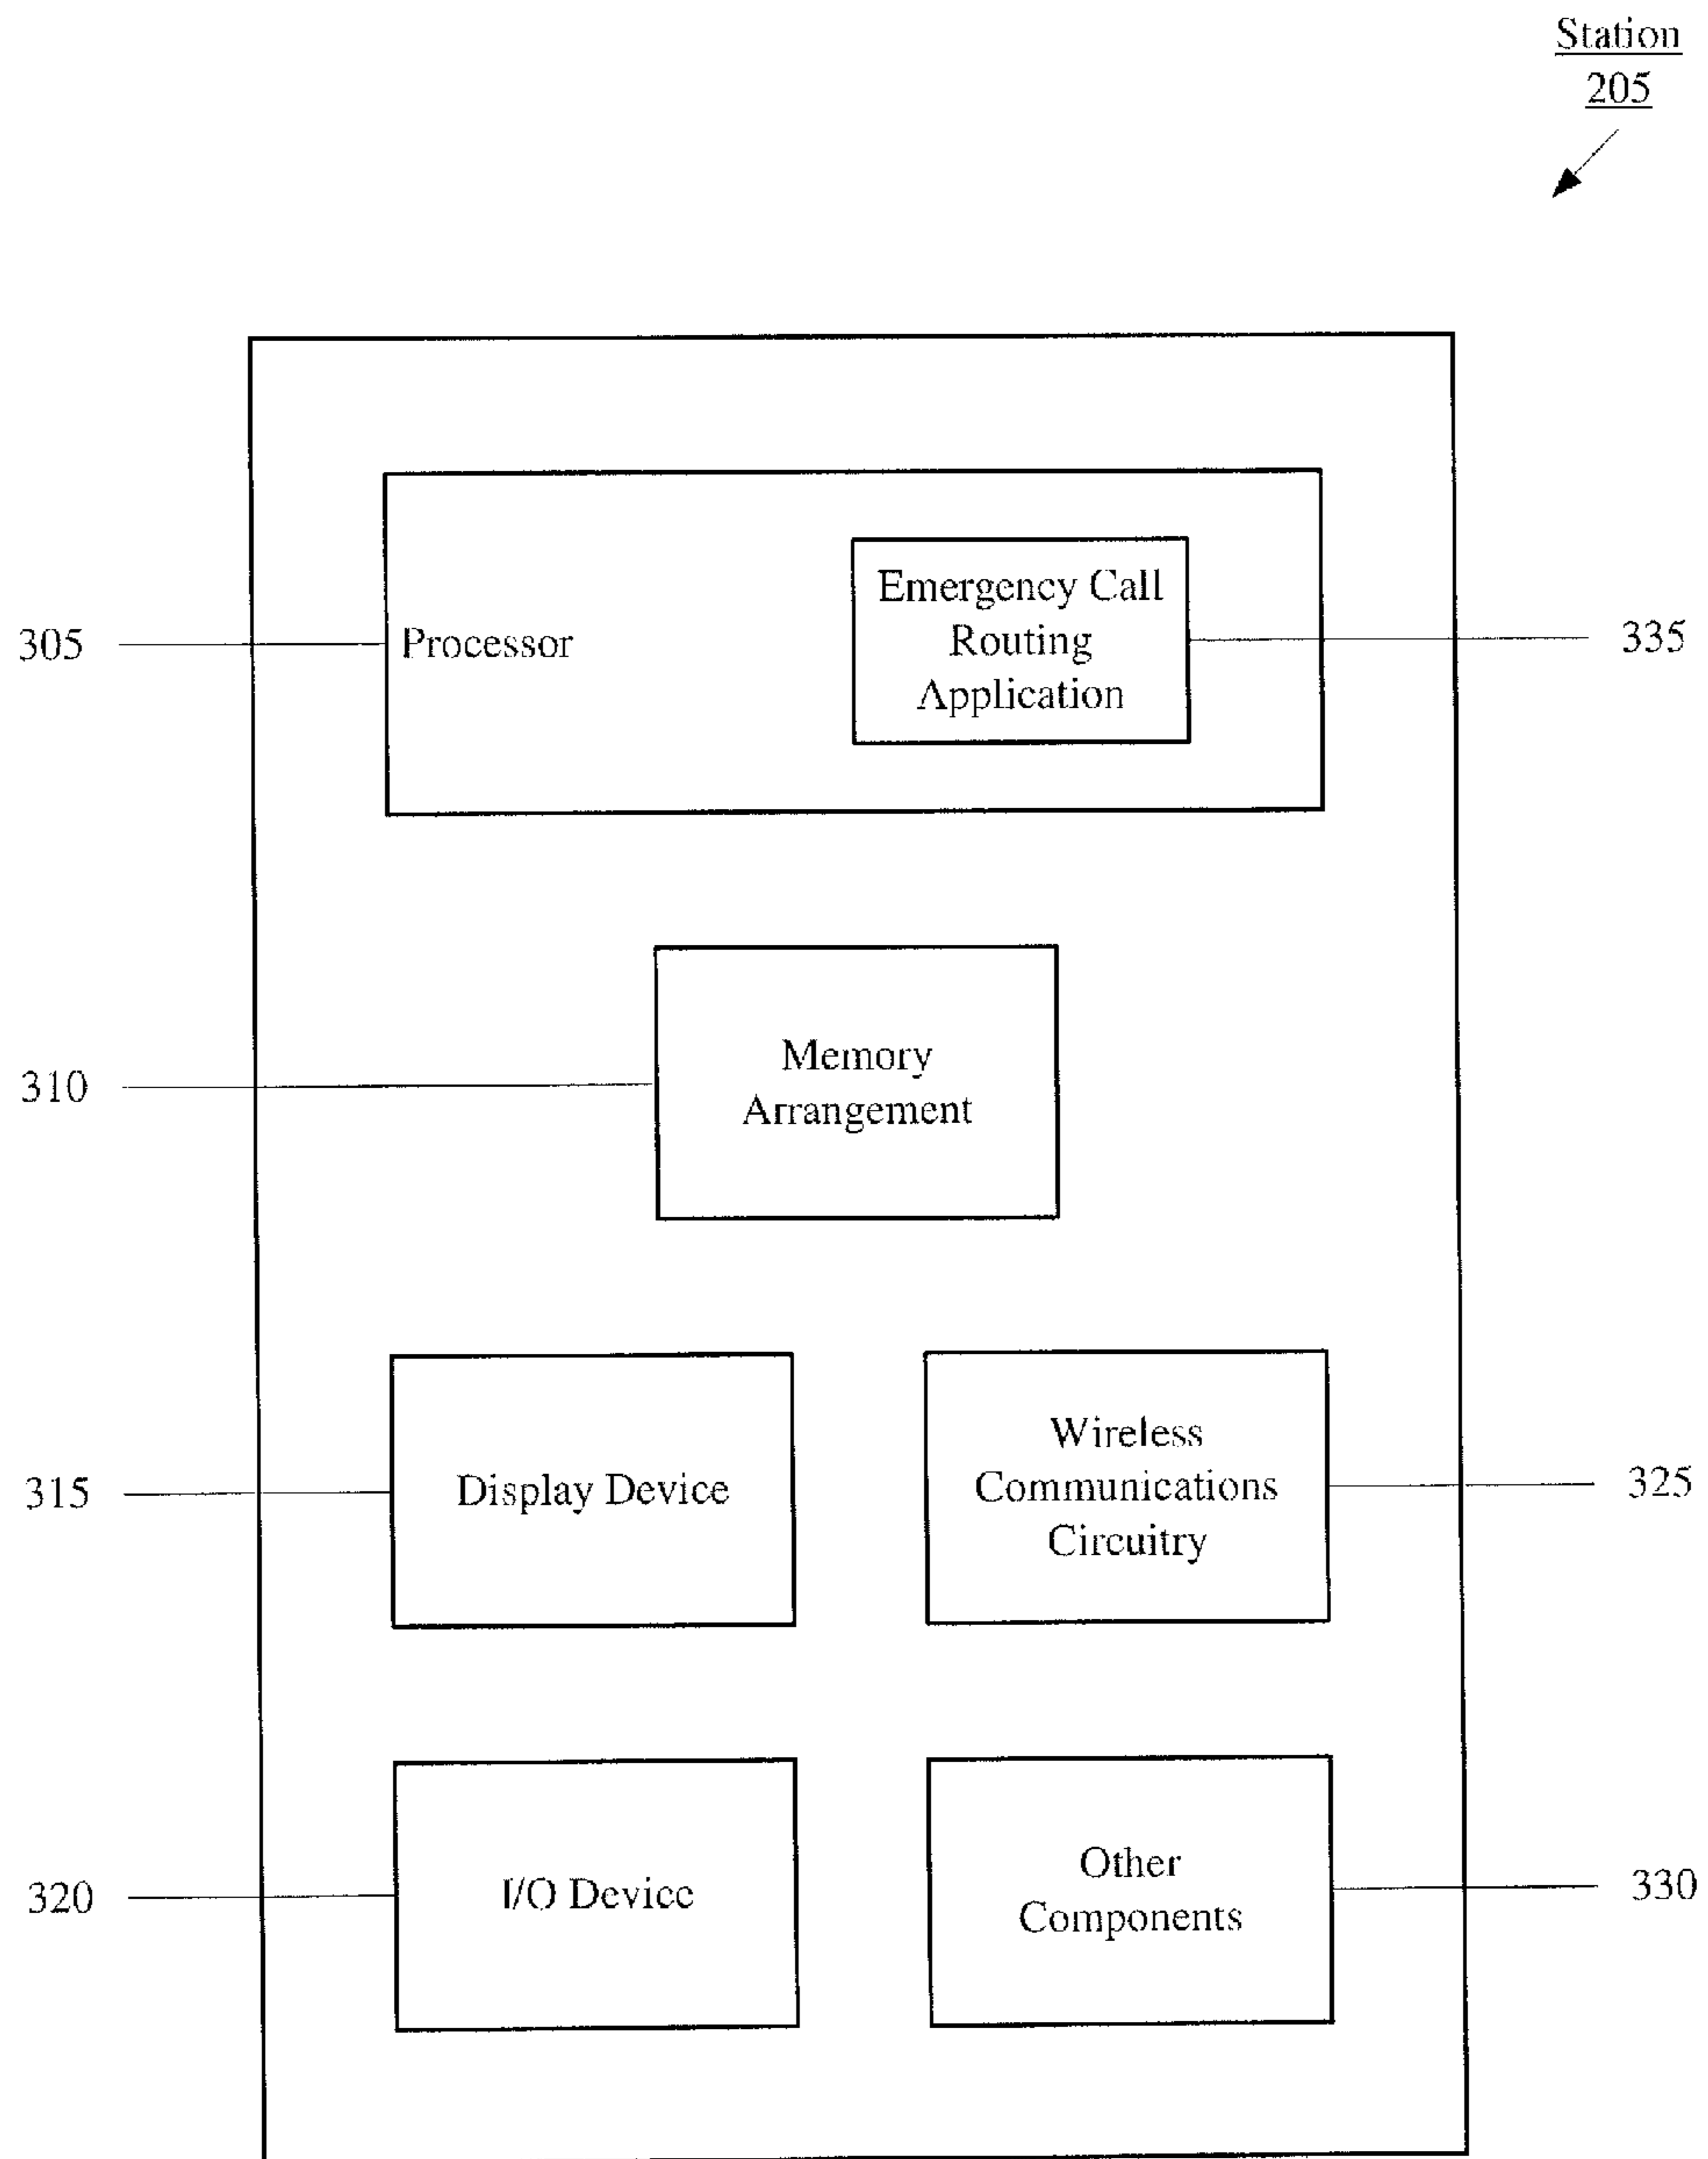 Station
205
305
Processor
Emergency Call
Routing
Application
335
310
Memory
Arrangement
315
Display Device
Wireless
Communications
Circuitry
325
320
I/O Device
Other
Components
330